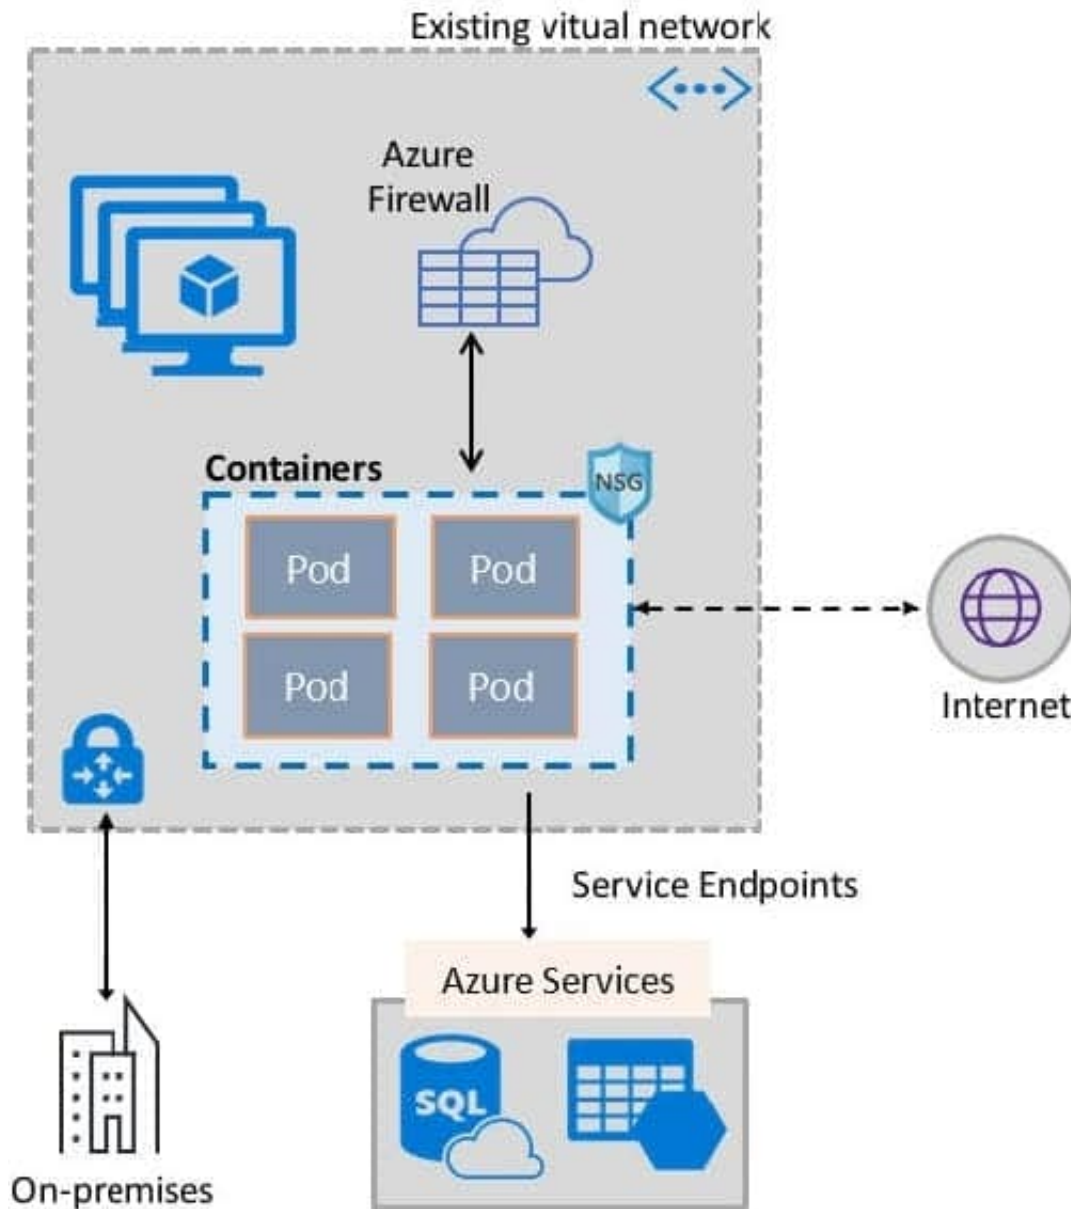 Existing vitual network
Azure
Firewall
Containers
NSG
Pod
Pod
Pod
Pod
Internet
Service Endpoints
Azure Services
SQL
On-premises